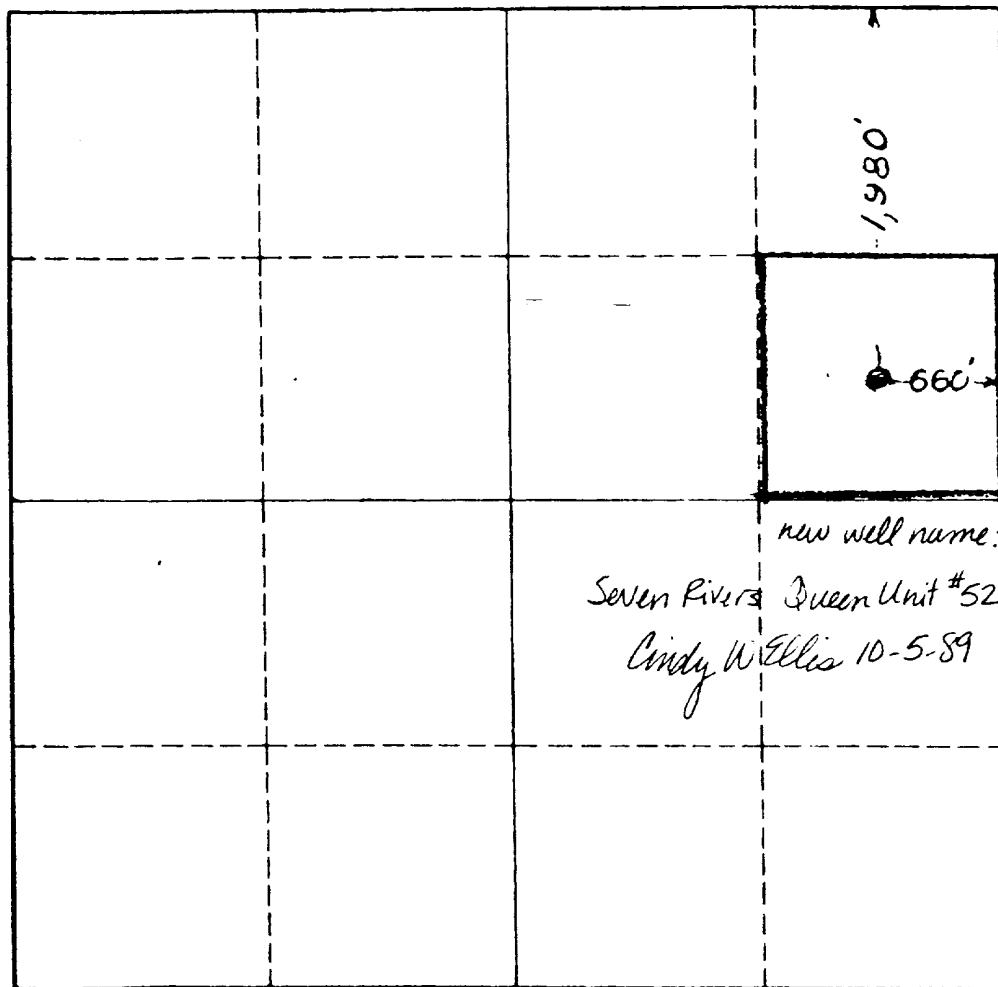 1,980'
660'
new well name:
Seven Rivers Queen Unit #52
Cindy W Ellis 10-5-89